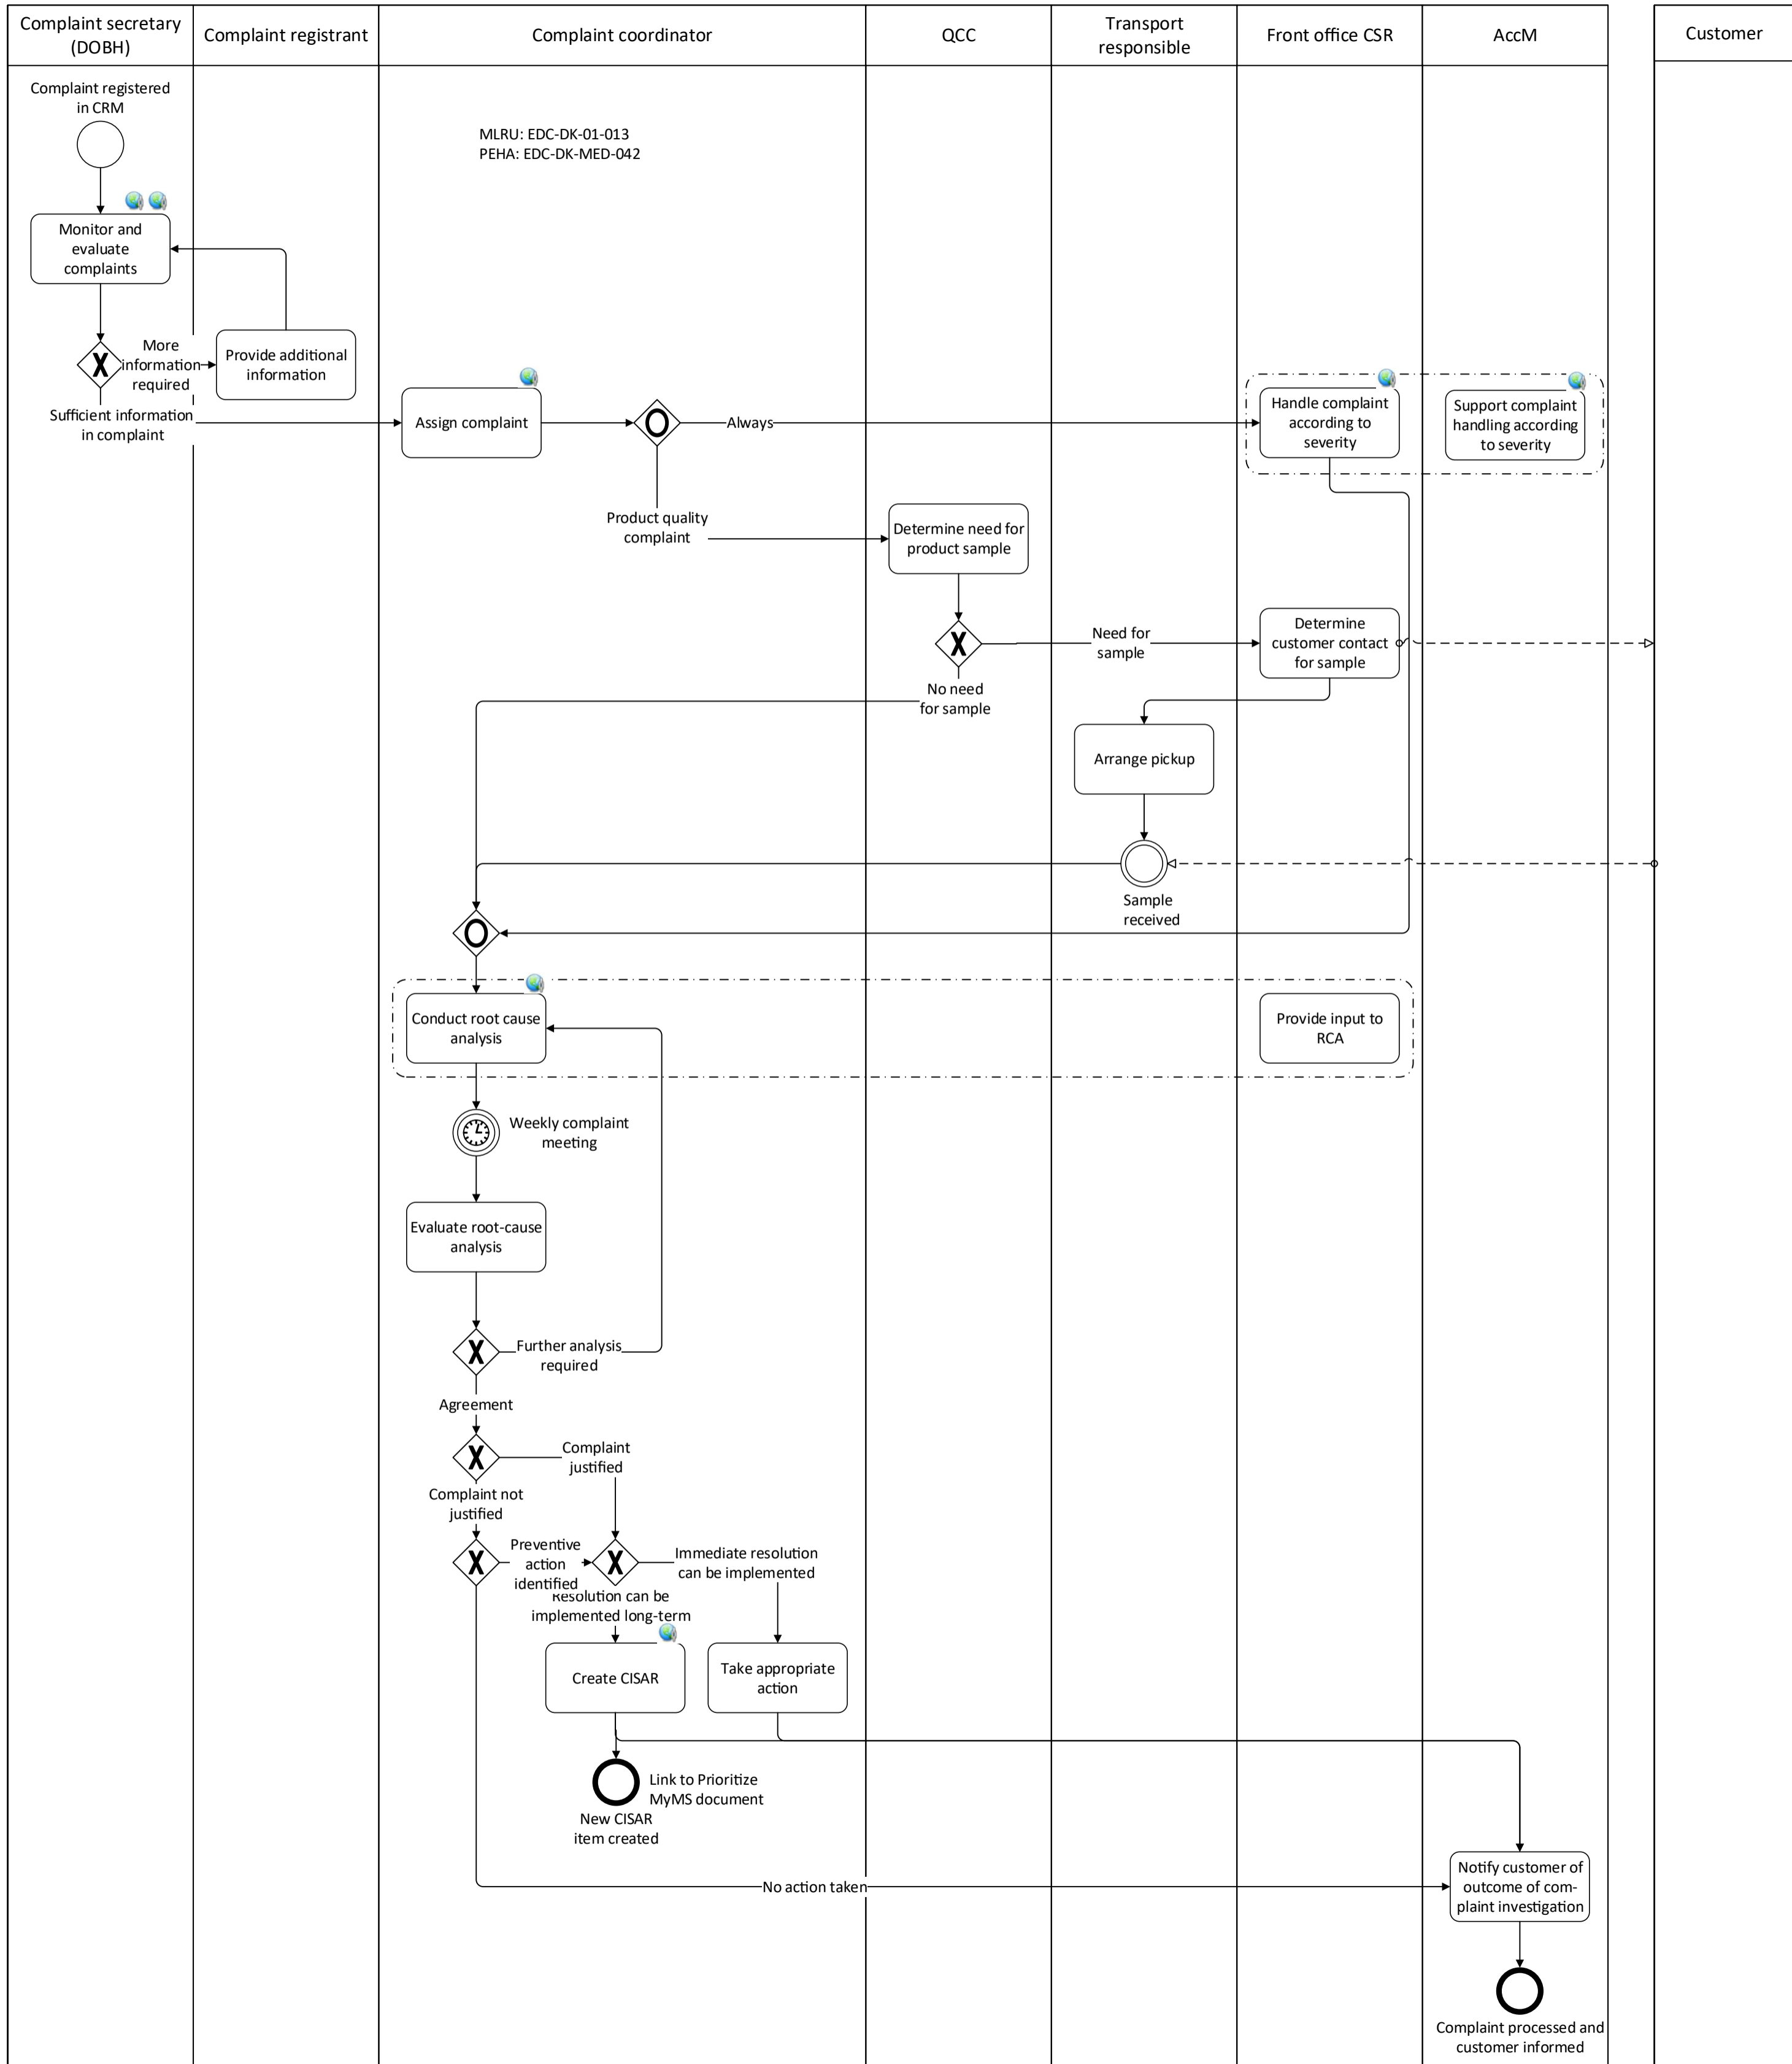 Complaint secretary
(DOBH)
Complaint registrant
Complaint coordinator
QCC
Transport
responsible
Front office CSR
AccM
Customer
Complaint registered
in CRM
MLRU: EDC-DK-01-013
PEHA: EDC-DK-MED-042
Monitor and
evaluate
complaints
More
information
required
Provide additional
information
Sufficient information
in complaint
Assign complaint
Always
Handle complaint
according to
severity
Support complaint
handling according
to severity
Product quality
complaint
Determine need for
product sample
Need for
sample
Determine
customer contact
for sample
No need
for sample
Arrange pickup
Sample
received
Conduct root cause
analysis
Provide input to
RCA
Weekly complaint
meeting
Evaluate root-cause
analysis
Further analysis
required
Agreement
Complaint
justified
Complaint not
justified
Preventive
action
identified
Immediate resolution
can be implemented
Resolution can be
implemented long-term
Create CISAR
Take appropriate
action
Link to Prioritize
MyMS document
New CISAR
item created
No action taken
Notify customer of
outcome of com-
plaint investigation
Complaint processed and
customer informed